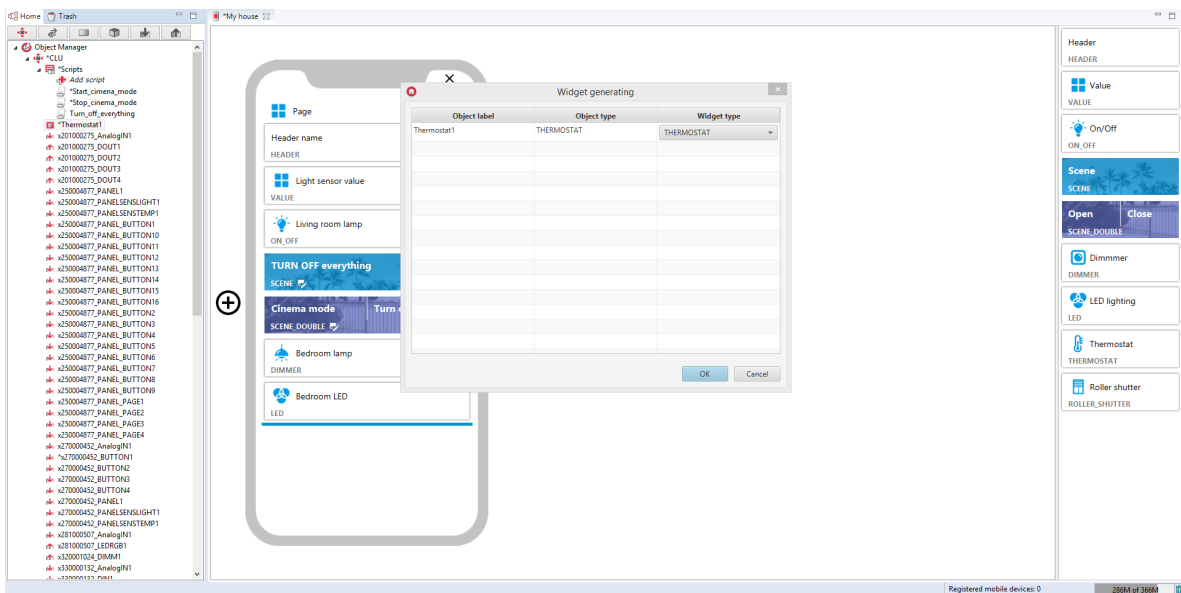 Home
Trash
*My house
Object Manager
*CLU
*Scripts
Add script
*Start_cimena_mode
*Stop_cinema_mode
Turn_off_everything
*Thermostat1
x201000275_AnalogIN1
x201000275_DOUT1
x201000275_DOUT2
x201000275_DOUT3
x201000275_DOUT4
x250004877_PANEL1
x250004877_PANELSENSLIGHT1
x250004877_PANELSENSTEMP1
x250004877_PANEL_BUTTON1
x250004877_PANEL_BUTTON10
x250004877_PANEL_BUTTON11
x250004877_PANEL_BUTTON12
x250004877_PANEL_BUTTON13
x250004877_PANEL_BUTTON14
x250004877_PANEL_BUTTON15
x250004877_PANEL_BUTTON16
x250004877_PANEL_BUTTON2
x250004877_PANEL_BUTTON3
x250004877_PANEL_BUTTON4
x250004877_PANEL_BUTTON5
x250004877_PANEL_BUTTON6
x250004877_PANEL_BUTTON7
x250004877_PANEL_BUTTON8
x250004877_PANEL_BUTTON9
x250004877_PANEL_PAGE1
x250004877_PANEL_PAGE2
x250004877_PANEL_PAGE3
x250004877_PANEL_PAGE4
x270000452_AnalogIN1
*x270000452_BUTTON1
x270000452_BUTTON2
x270000452_BUTTON3
x270000452_BUTTON4
x270000452_PANEL1
x270000452_PANELSENSLIGHT1
x270000452_PANELSENSTEMP1
x281000507_AnalogIN1
x281000507_LEDRGB1
x320001024_DIMM1
x330000132_AnalogIN1
x330000132_DIN1
Page
Header name
HEADER
Light sensor value
VALUE
Living room lamp
ON_OFF
TURN OFF everything
SCENE
Cinema mode
Turn
SCENE_DOUBLE
Bedroom lamp
DIMMER
Bedroom LED
LED
Widget generating
Object label
Object type
Widget type
Thermostat1
THERMOSTAT
THERMOSTAT
OK
Cancel
Header
HEADER
Value
VALUE
On/Off
ON_OFF
Scene
SCENE
Open
Close
SCENE_DOUBLE
Dimmmer
DIMMER
LED lighting
LED
Thermostat
THERMOSTAT
Roller shutter
ROLLER_SHUTTER
Registered mobile devices: 0
286M of 366M